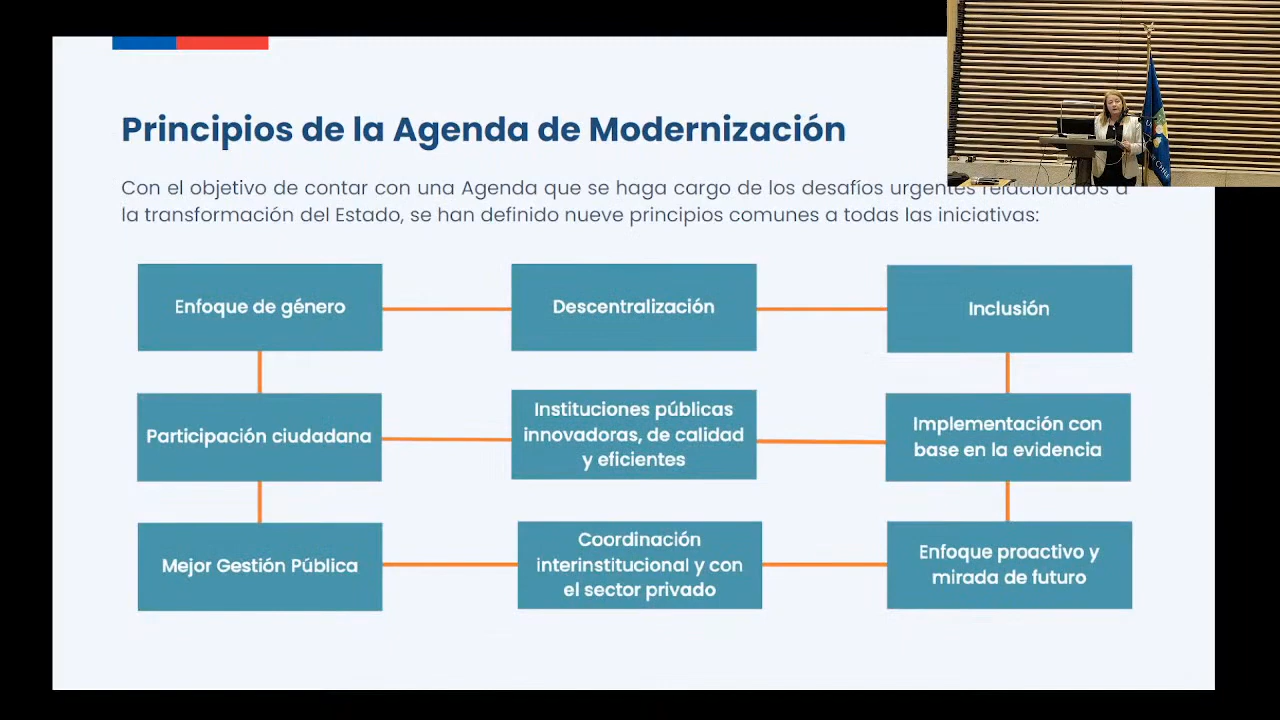 Principios de la Agenda de Modernización
Con el objetivo de contar con una Agenda que se haga cargo de los desafíos urgentes relacionados a
la transformación del Estado, se han definido nueve principios comunes a todas las iniciativas:
Enfoque de género
Descentralización
Inclusión
Participación ciudadana
Instituciones públicas
innovadoras, de calidad
y eficientes
Implementación con
base en la evidencia
Mejor Gestión Pública
Coordinación
interinstitucional y con
el sector privado
Enfoque proactivo y
mirada de futuro